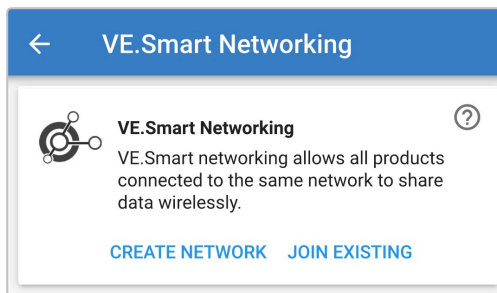 VE.Smart Networking
VE.Smart Networking
VE.Smart networking allows all products
connected to the same network to share
data wirelessly.
CREATE NETWORK JOIN EXISTING